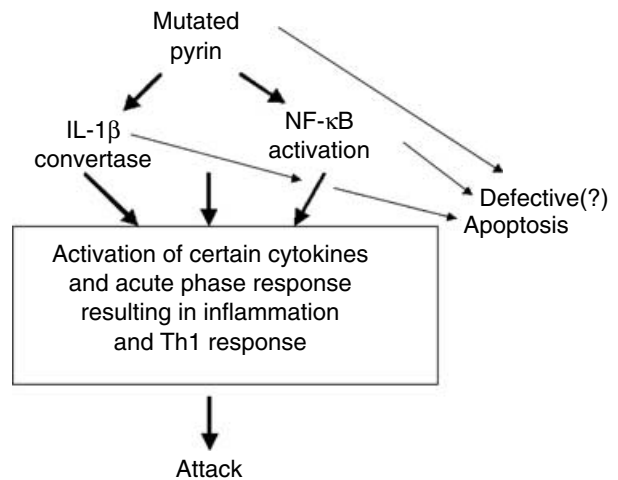 Mutated
pyrin
IL-1β
convertase
NF-κB
activation
Defective(?)
Apoptosis
Activation of certain cytokines
and acute phase response
resulting in inflammation
and Th1 response
Attack